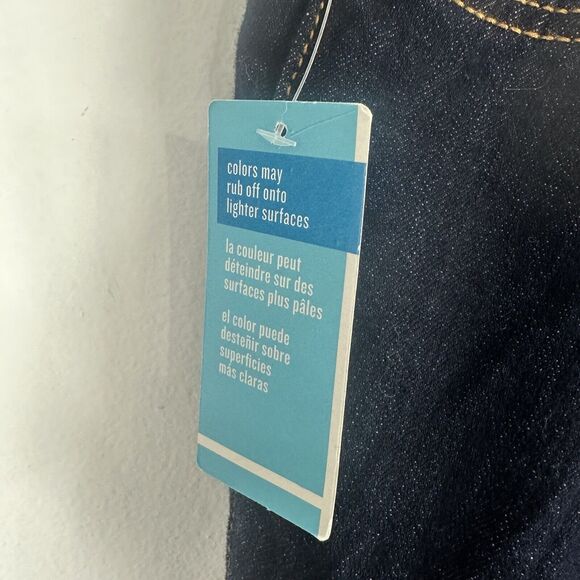 colors may
rub off onto
lighter surfaces
la couleur peut
déteindre sur des
surfaces plus pâles
el color puede
desteñir sobre
superficies
más claras